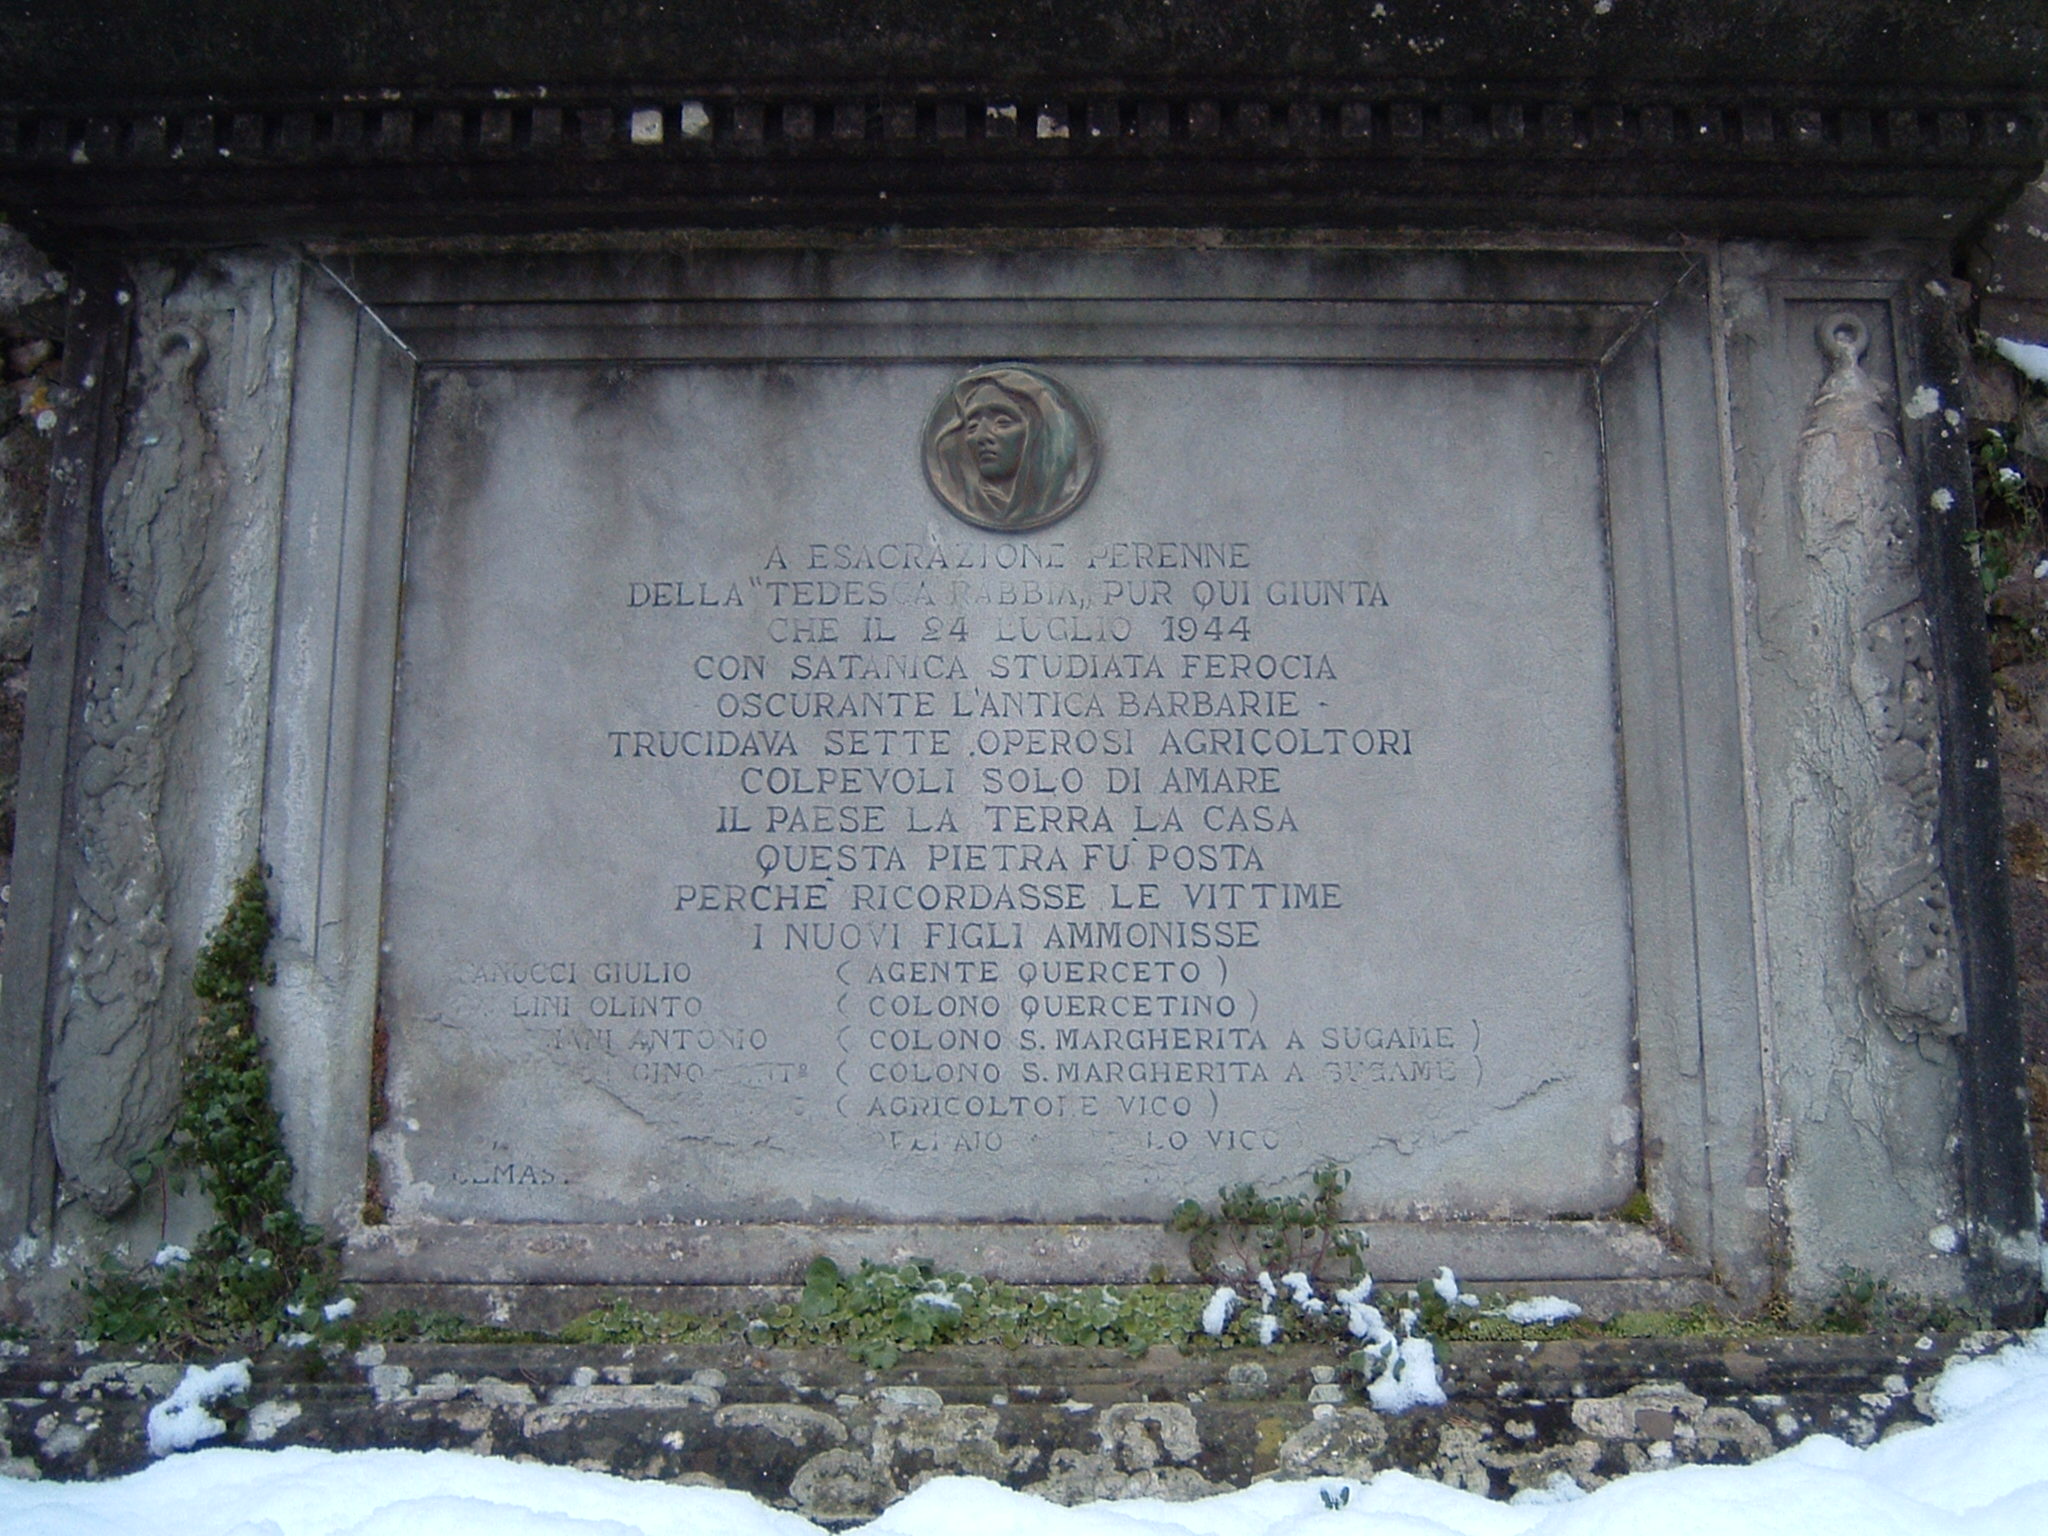 A ESACRAZIONE PERENNE
DELLA "TEDESCA RABBIA„ PUR QUI GIUNTA
CHE IL 24 LUGLIO 1944
CON SATANICA STUDIATA FEROCIA
OSCURANTE L'ANTICA BARBARIE -
TRUCIDAVA SETTE OPEROSI AGRICOLTORI
COLPEVOLI SOLO DI AMARE
IL PAESE LA TERRA LA CASA
QUESTA PIETRA FU' POSTA
PERCHE' RICORDASSE LE VITTIME
I NUOVI FIGLI AMMONISSE
GIULIO ( AGENTE QUERCETO )
OLINTO ( COLONO QUERCETINO )
ANTONIO ( COLONO S. MARGHERITA A SUGAME )
GINO ( COLONO S. MARGHERITA A SUGAME )
( AGRICOLTORE VICO )
VICO